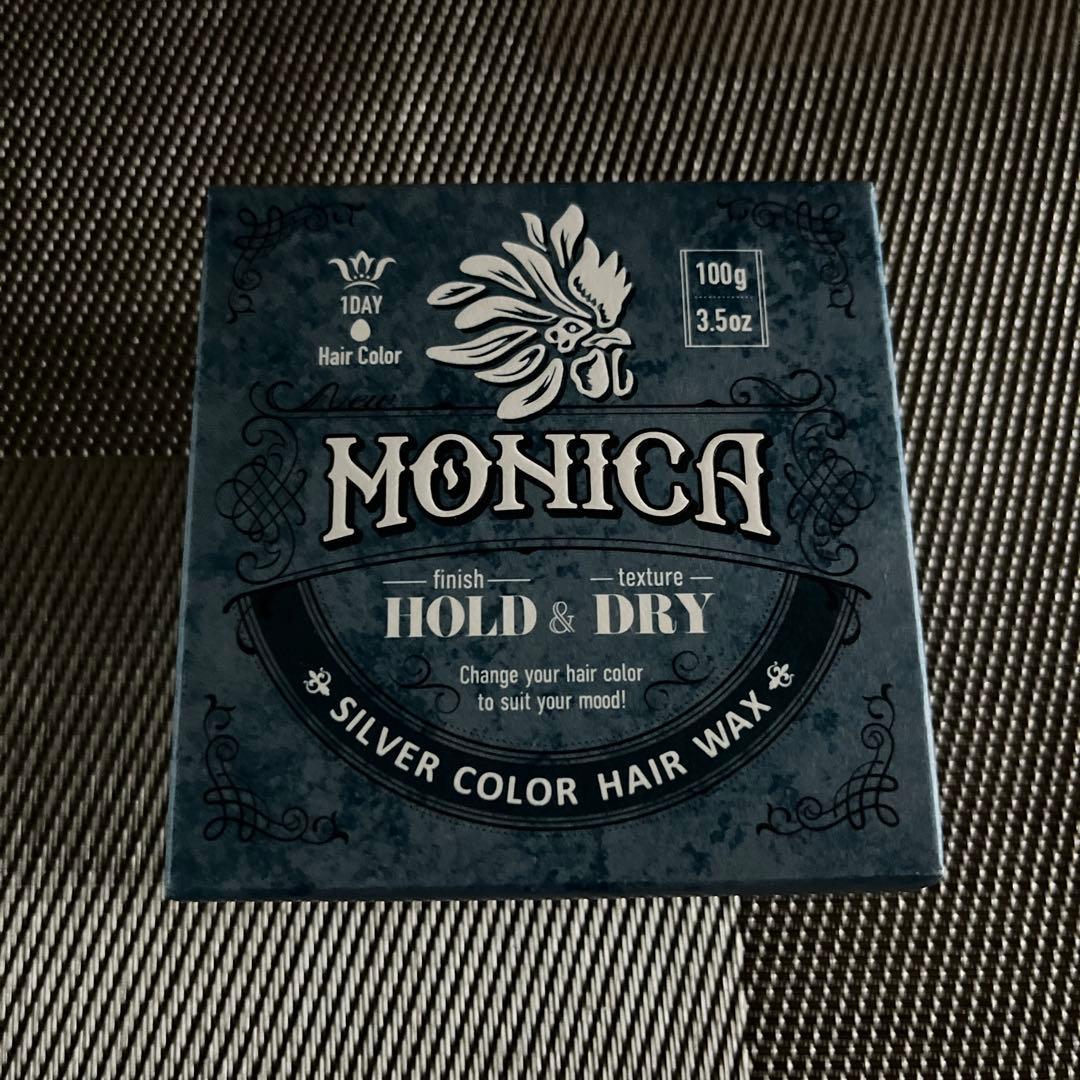 1DAY
Hair Color
100g
3.5oz
New
MONICA
finish
texture
HOLD & DRY
Change your hair color
to suit your mood!
SILVER COLOR HAIR WAX